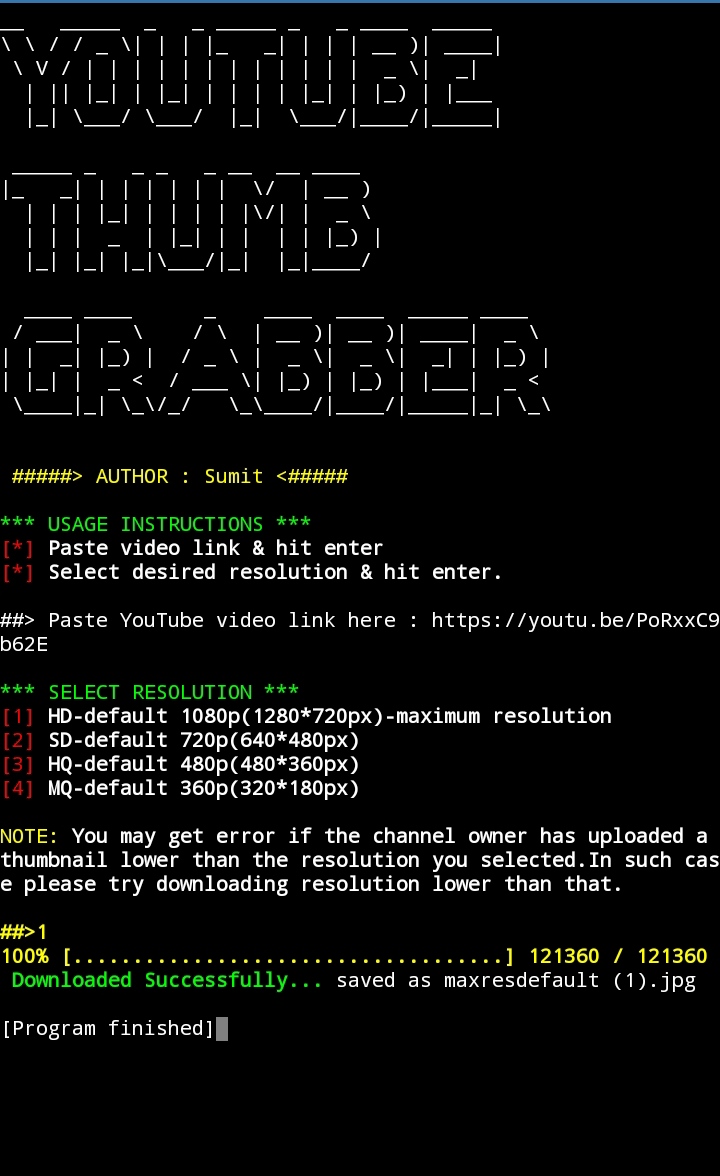 YOUTUBE
THUMB
GRABBER
#####> AUTHOR : Sumit <#####
*** USAGE INSTRUCTIONS ***
[*] Paste video link & hit enter
[*] Select desired resolution & hit enter.
##> Paste YouTube video link here : https://youtu.be/PoRxxC9
b62E
*** SELECT RESOLUTION ***
[1] HD-default 1080p(1280*720px)-maximum resolution
[2] SD-default 720p(640*480px)
[3] HQ-default 480p(480*360px)
[4] MQ-default 360p(320*180px)
NOTE: You may get error if the channel owner has uploaded a
thumbnail lower than the resolution you selected.In such cas
e please try downloading resolution lower than that.
##>1
100% [....................................] 121360 / 121360
Downloaded Successfully... saved as maxresdefault (1).jpg
[Program finished]